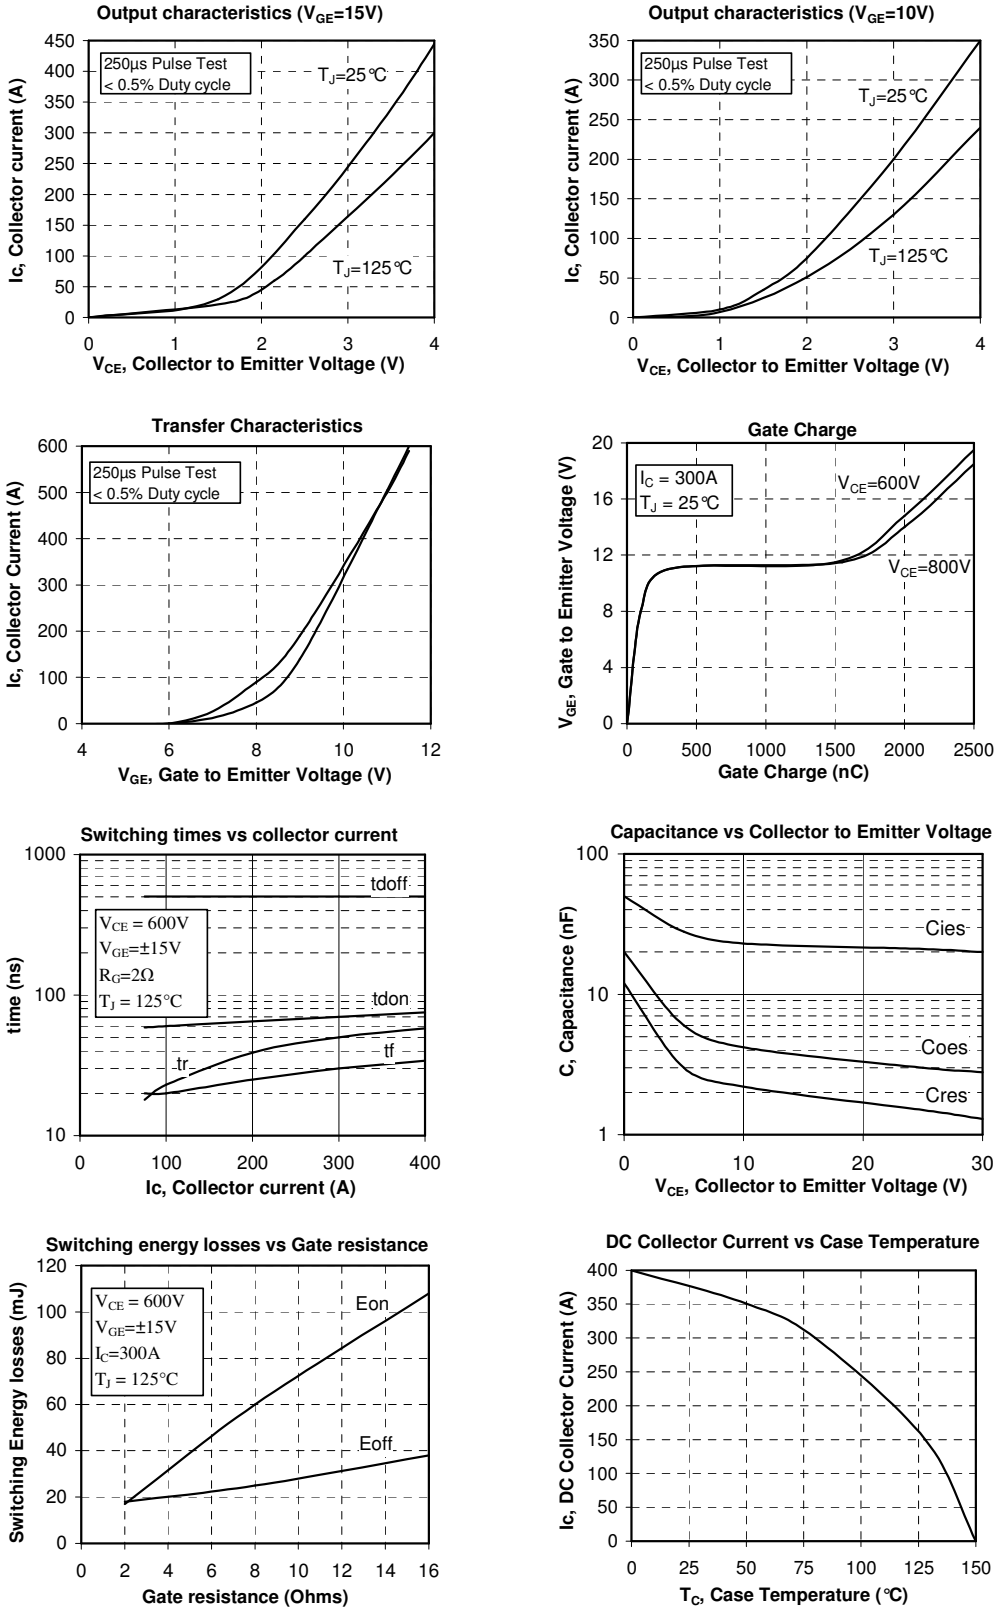 Output characteristics (VGE=15V)
Ic, Collector current (A)
450
400
350
300
250
200
150
100
50
0
250µs Pulse Test
< 0.5% Duty cycle
TJ=25°C
TJ=125°C
0 1 2 3 4
VCE, Collector to Emitter Voltage (V)
Output characteristics (VGE=10V)
Ic, Collector current (A)
350
300
250
200
150
100
50
0
250µs Pulse Test
< 0.5% Duty cycle
TJ=25°C
TJ=125°C
0 1 2 3 4
VCE, Collector to Emitter Voltage (V)
Transfer Characteristics
Ic, Collector Current (A)
600
500
400
300
200
100
0
250µs Pulse Test
< 0.5% Duty cycle
4 6 8 10 12
VGE, Gate to Emitter Voltage (V)
Gate Charge
VGE, Gate to Emitter Voltage (V)
20
16
12
8
4
0
IC = 300A
TJ = 25°C
VCE=600V
VCE=800V
0 500 1000 1500 2000 2500
Gate Charge (nC)
Switching times vs collector current
time (ns)
1000
100
10
tdoff
VCE = 600V
VGE=±15V
RG=2Ω
TJ = 125°C
tdon
tr
tf
0 100 200 300 400
Ic, Collector current (A)
Capacitance vs Collector to Emitter Voltage
C, Capacitance (nF)
100
10
1
Cies
Coes
Cres
0 10 20 30
VCE, Collector to Emitter Voltage (V)
Switching energy losses vs Gate resistance
Switching Energy losses (mJ)
120
100
80
60
40
20
0
VCE = 600V
VGE=±15V
IC=300A
TJ = 125°C
Eon
Eoff
0 2 4 6 8 10 12 14 16
Gate resistance (Ohms)
DC Collector Current vs Case Temperature
Ic, DC Collector Current (A)
400
350
300
250
200
150
100
50
0
0 25 50 75 100 125 150
TC, Case Temperature (°C)